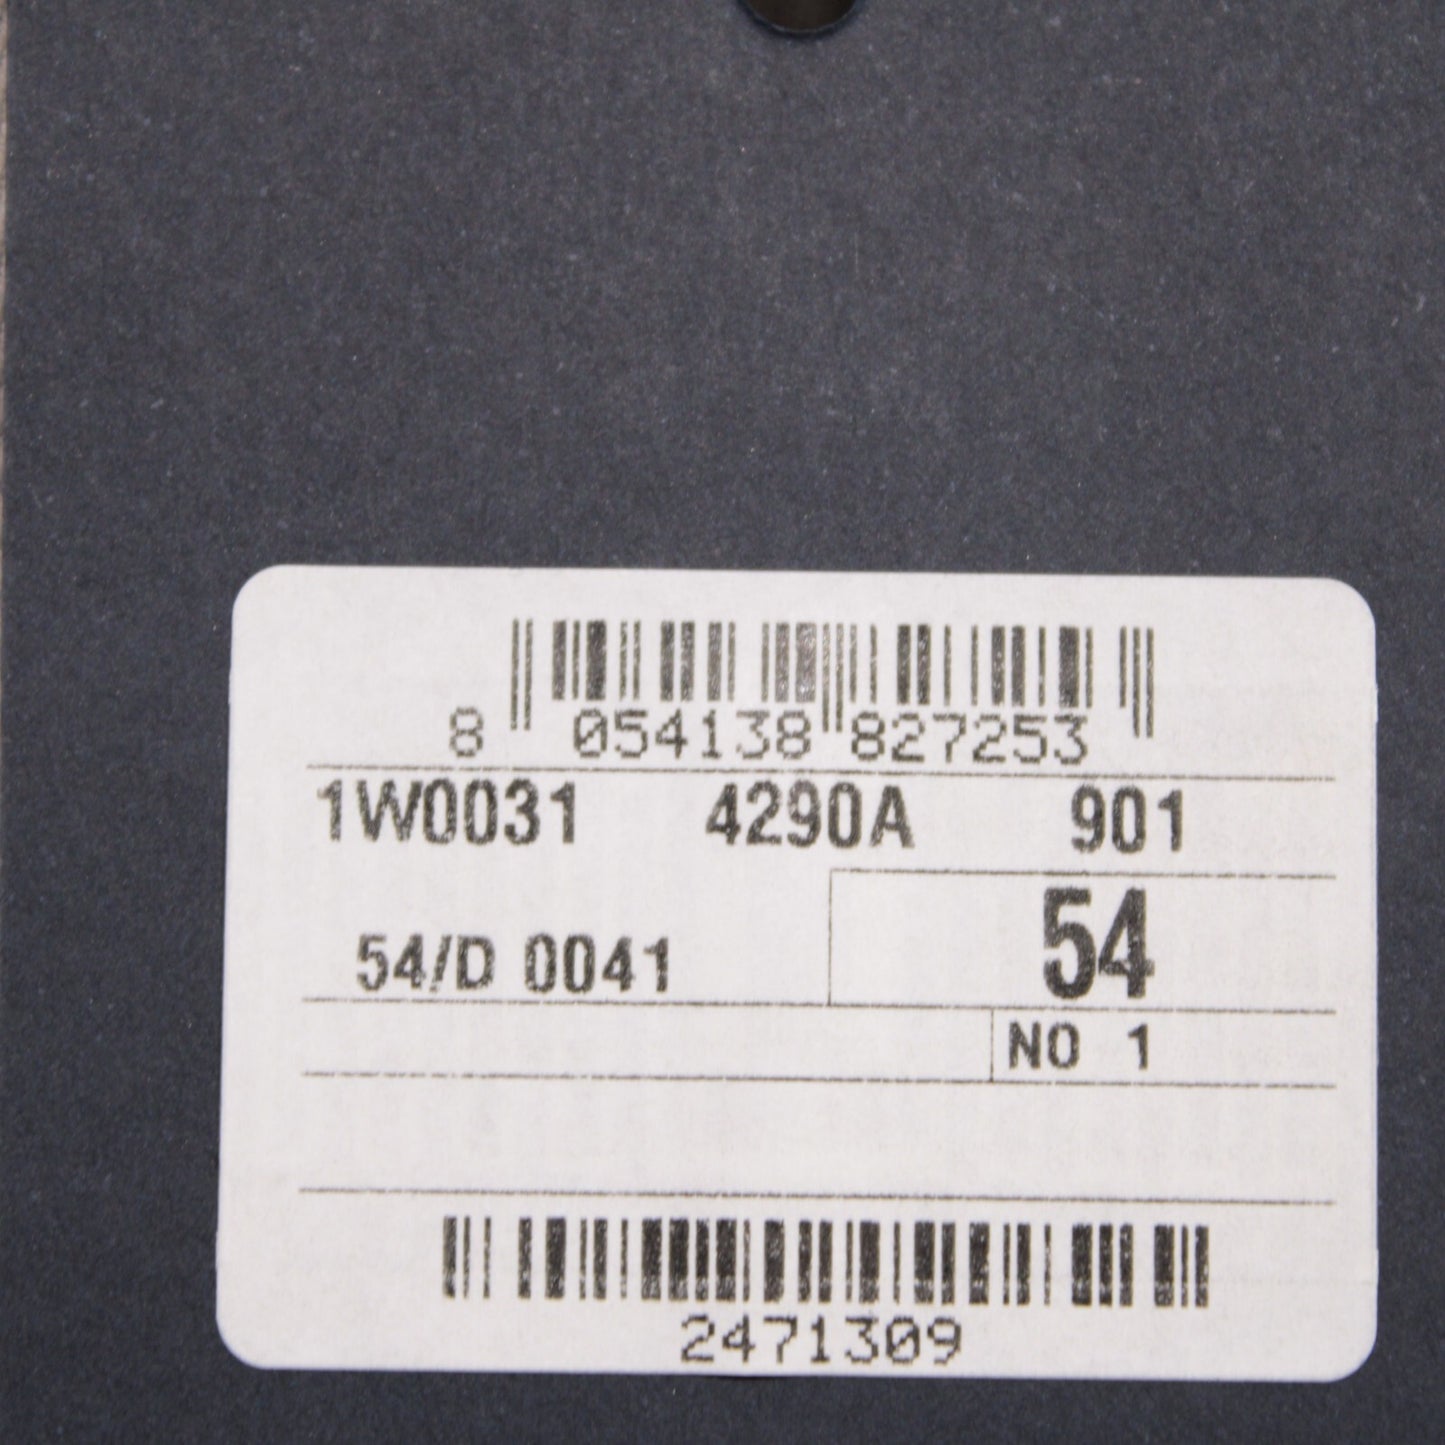 8 054138 827253
1W0031 4290A 901
54/D 0041 54
NO 1
2471309